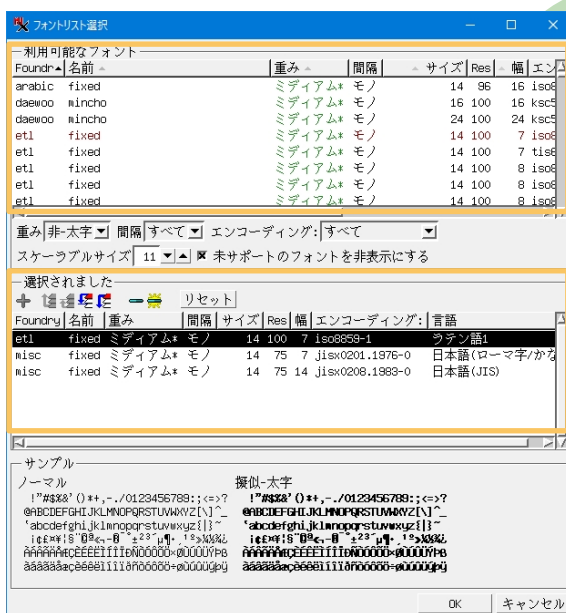 フォントリスト選択
利用可能なフォント
Foundr 名前 重み 間隔 サイズ Res 幅 エン
arabic fixed ミディアム* モノ 14 96 16 iso8
daewoo mincho ミディアム* モノ 16 100 16 ksc5
daewoo mincho ミディアム* モノ 24 100 24 ksc5
etl fixed ミディアム* モノ 14 100 7 iso8
etl fixed ミディアム* モノ 14 100 7 tis6
etl fixed ミディアム* モノ 14 100 8 iso8
etl fixed ミディアム* モノ 14 100 8 iso8
etl fixed ミディアム* モノ 14 100 8 iso8
重み 非-太字 間隔 すべて エンコーディング: すべて
スケーラブルサイズ 11 未サポートのフォントを非表示にする
選択されました
リセット
Foundry 名前 重み 間隔 サイズ Res 幅 エンコーディング: 言語
etl fixed ミディアム* モノ 14 100 7 iso8859-1 ラテン語1
misc fixed ミディアム* モノ 14 75 7 jisx0201.1976-0 日本語(ローマ字/かな
misc fixed ミディアム* モノ 14 75 14 jisx0208.1983-0 日本語(JIS)
サンプル
ノーマル 擬似-太字
!"#$%&'()*+,-./0123456789:;<=>? !"#$%&'()*+,-./0123456789:;<=>?
@ABCDEFGHIJKLMNOPQRSTUVWXYZ[\]^_ @ABCDEFGHIJKLMNOPQRSTUVWXYZ[\]^_
`abcdefghijklmnopqrstuvwxyz{|}~ `abcdefghijklmnopqrstuvwxyz{|}~
OK キャンセル